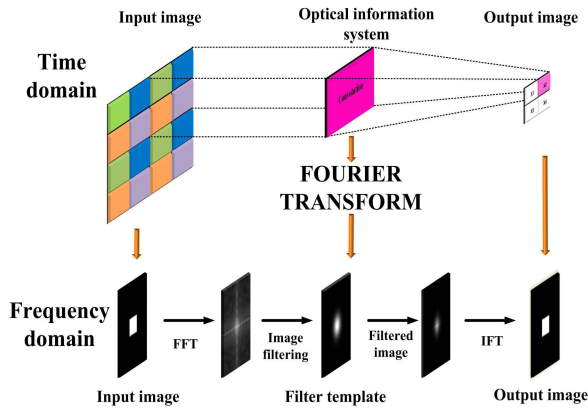 Input image
Optical information
system
Output image
Time
domain
Convolution
FOURIER
TRANSFORM
Frequency
domain
FFT
Image
filtering
Filtered
image
IFT
Input image
Filter template
Output image